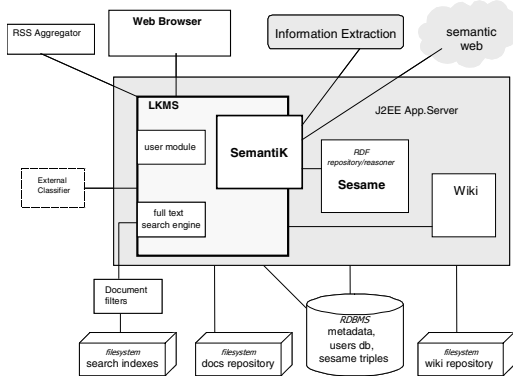 RSS Aggregator
Web Browser
Information Extraction
semantic
web
LKMS
J2EE App.Server
user module
SemantiK
RDF
repository/reasoner
Sesame
External
Classifier
full text
search engine
Wiki
Document
filters
filesystem
search indexes
filesystem
docs repository
RDBMS
metadata,
users db,
sesame triples
filesystem
wiki repository